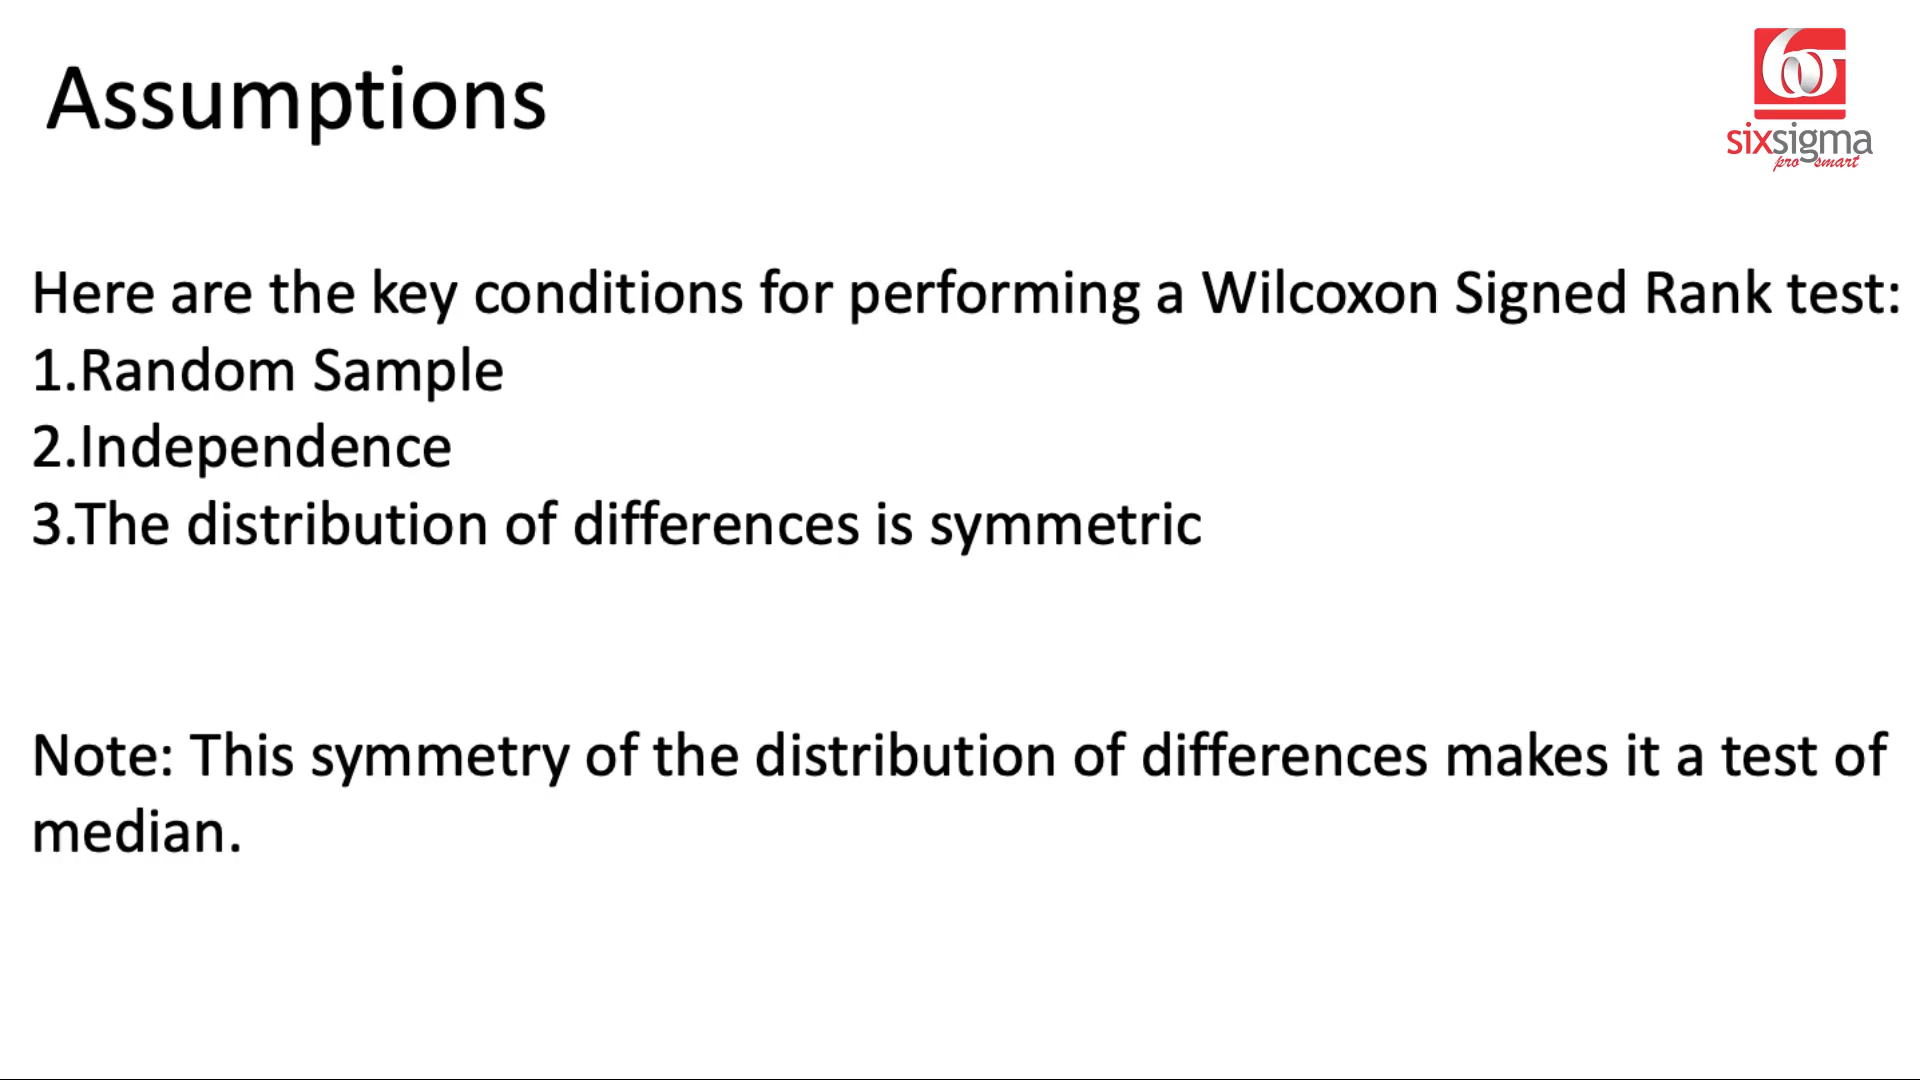 Assumptions
6σ
sixsigma
pro smart
Here are the key conditions for performing a Wilcoxon Signed Rank test:
1.Random Sample
2.Independence
3.The distribution of differences is symmetric
Note: This symmetry of the distribution of differences makes it a test of
median.